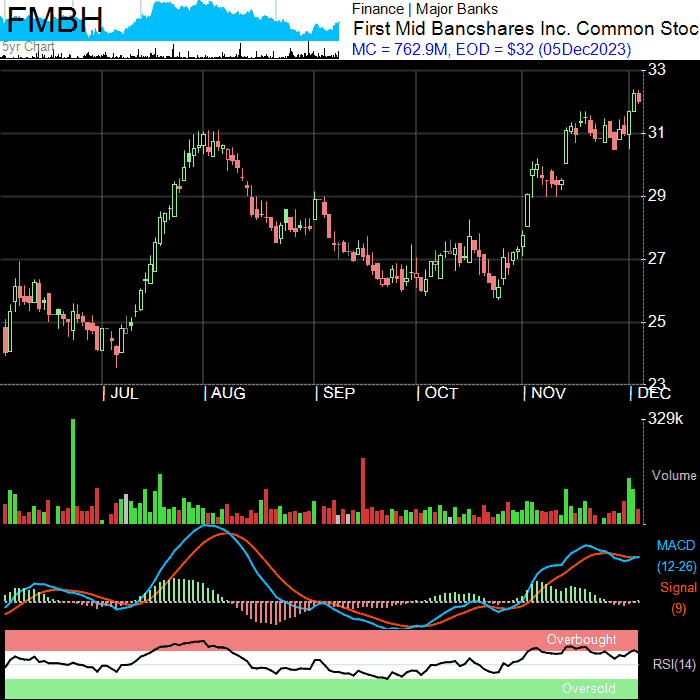 FMBH
5yr Chart
Finance | Major Banks
First Mid Bancshares Inc. Common Stoc
MC = 762.9M, EOD = $32 (05Dec2023)
33
31
29
27
25
23
JUL AUG SEP OCT NOV DEC
329k
Volume
MACD
(12-26)
Signal
(9)
Overbought
RSI(14)
Oversold